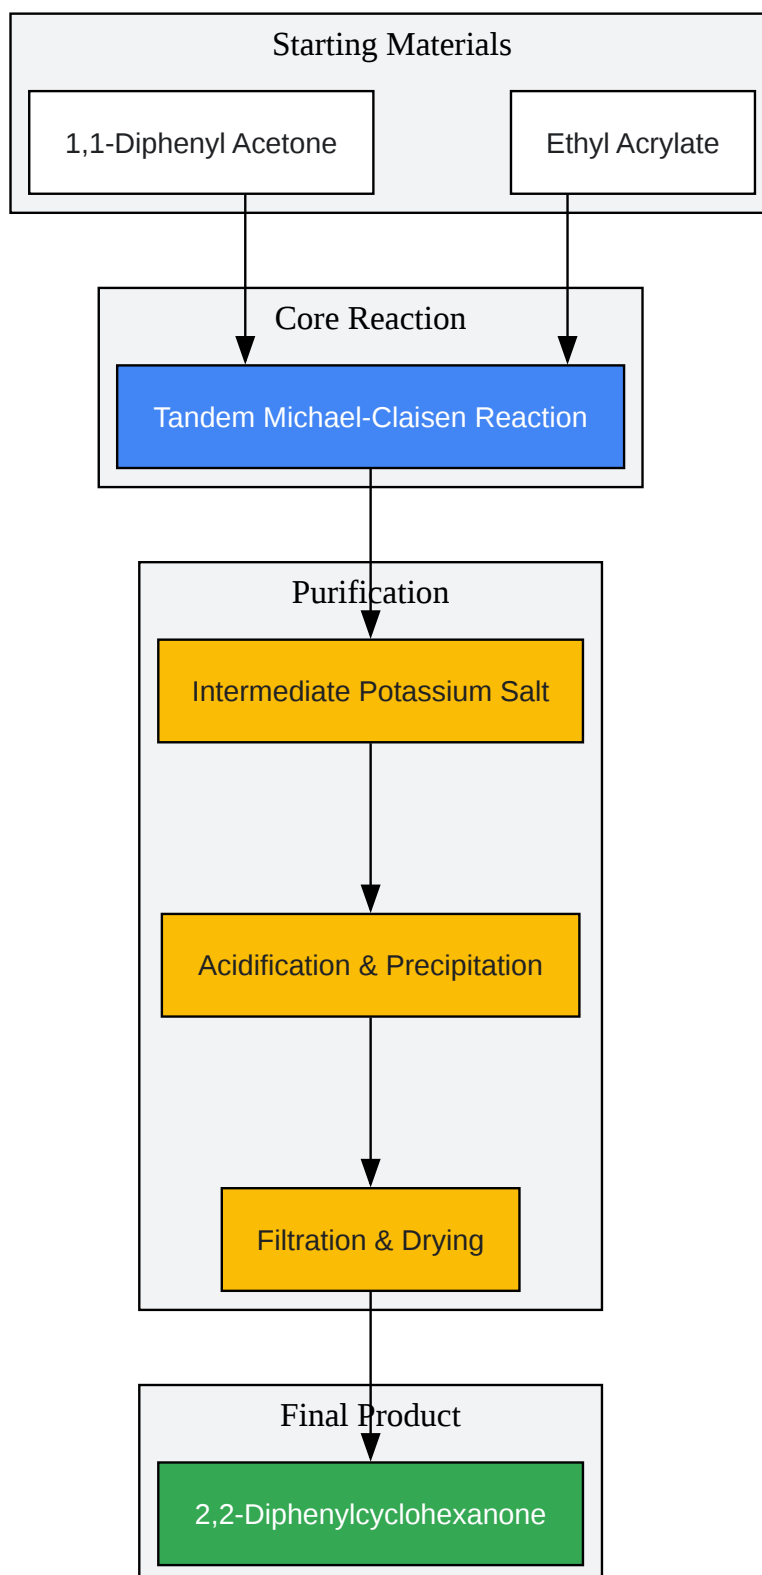 Starting Materials
1,1-Diphenyl Acetone
Ethyl Acrylate
Core Reaction
Tandem Michael-Claisen Reaction
Purification
Intermediate Potassium Salt
Acidification & Precipitation
Filtration & Drying
Final Product
2,2-Diphenylcyclohexanone